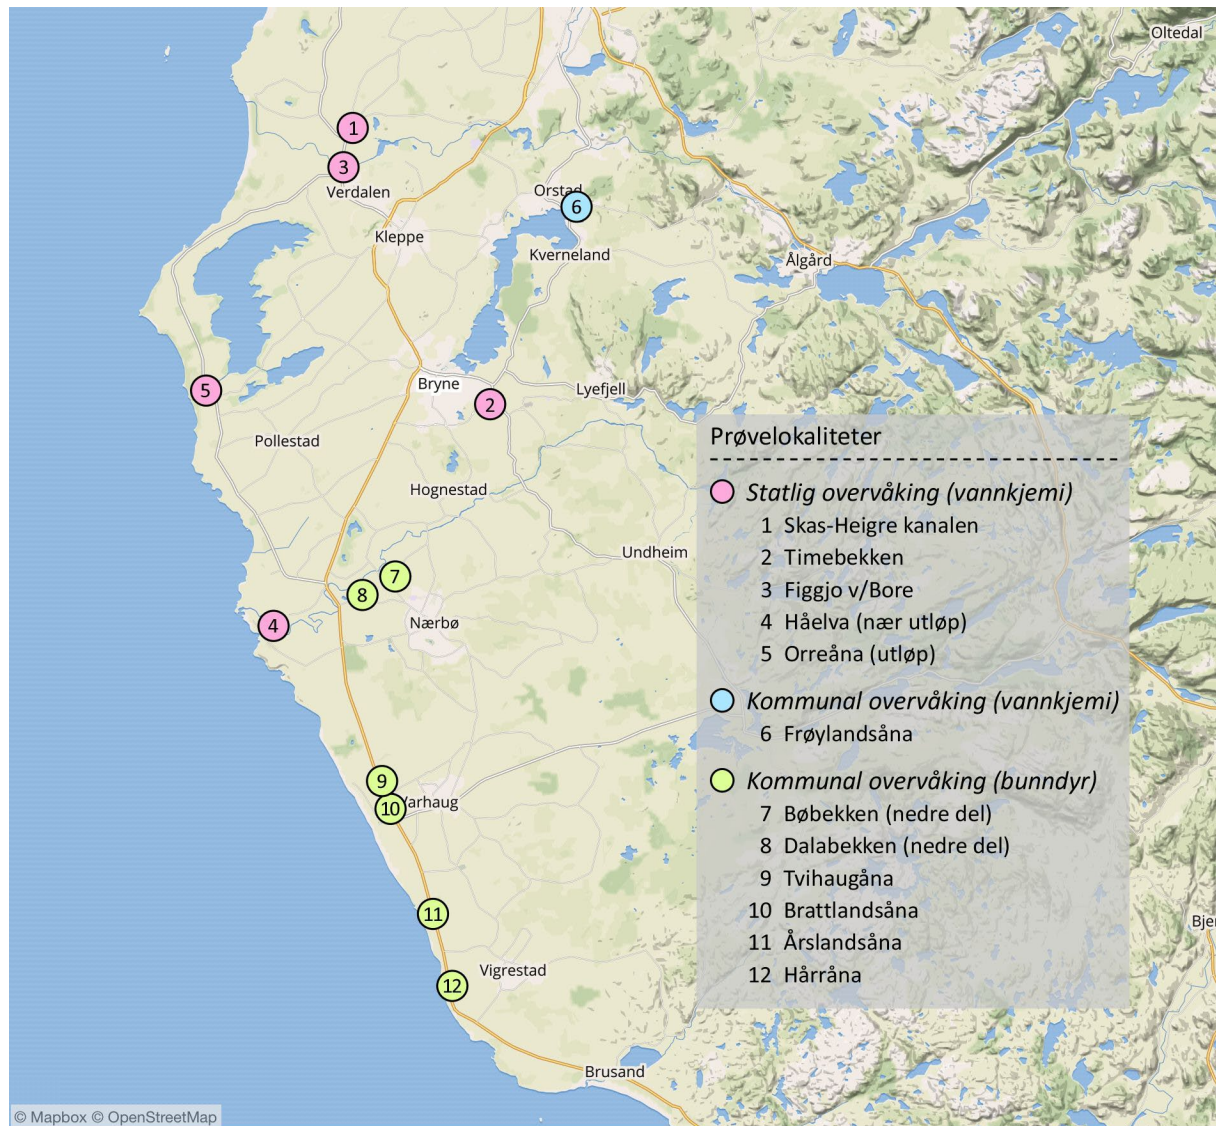 Oltedal
1
3
Verdalen
Orstad
6
Kleppe
Kverneland
Ålgård
5
Bryne
2
Lyefjell
Pollestad
Hognestad
Undheim
7
8
4
Nærbø
9
10
Varhaug
11
12
Vigrestad
Brusand
Bjer
Prøvelokaliteter
Statlig overvåking (vannkjemi)
1 Skas-Heigre kanalen
2 Timebekken
3 Figgjo v/Bore
4 Håelva (nær utløp)
5 Orreåna (utløp)
Kommunal overvåking (vannkjemi)
6 Frøylandsåna
Kommunal overvåking (bunndyr)
7 Bøbekken (nedre del)
8 Dalabekken (nedre del)
9 Tvihaugåna
10 Brattlandsåna
11 Årslandsåna
12 Hårråna
© Mapbox © OpenStreetMap